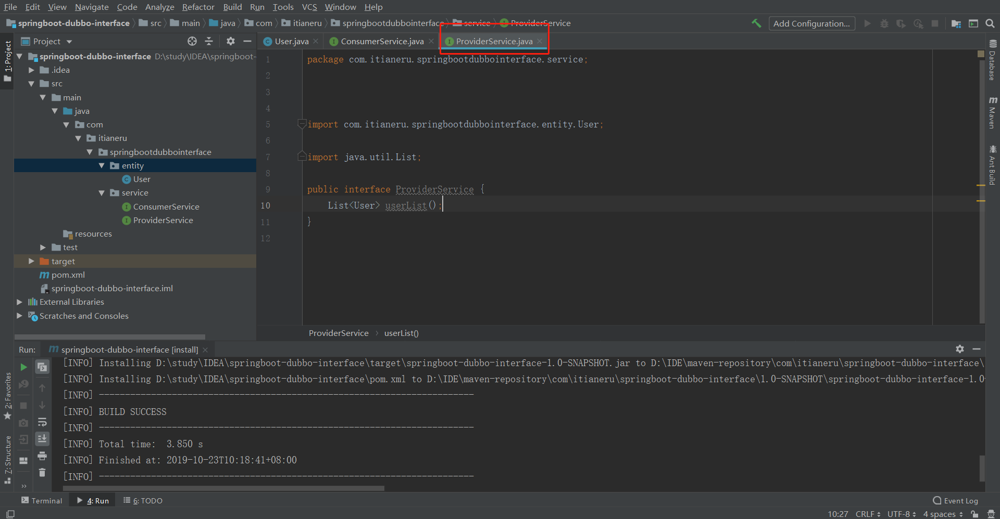 File Edit View Navigate Code Analyze Refactor Build Run Tools VCS Window Help
springboot-dubbo-interface src main java com itianeru springbootdubbointerface service ProviderService Add Configuration...
Project
User.java ConsumerService.java ProviderService.java
springboot-dubbo-interface D:\study\IDEA\springboot-
.idea
src
main
java
com
itianeru
springbootdubbointerface
entity
User
service
ConsumerService
ProviderService
resources
test
target
pom.xml
springboot-dubbo-interface.iml
External Libraries
Scratches and Consoles
1 package com.itianeru.springbootdubbointerface.service;
2
3
4
5 import com.itianeru.springbootdubbointerface.entity.User;
6
7 import java.util.List;
8
9 public interface ProviderService {
10 List<User> userList();
11 }
12
ProviderService userList()
1: Project
2: Favorites
7: Structure
Database
Maven
Ant Build
Run: springboot-dubbo-interface [install]
[INFO] Installing D:\study\IDEA\springboot-dubbo-interface\target\springboot-dubbo-interface-1.0-SNAPSHOT.jar to D:\IDE\maven-repository\com\itianeru\springboot-dubbo-interface\
[INFO] Installing D:\study\IDEA\springboot-dubbo-interface\pom.xml to D:\IDE\maven-repository\com\itianeru\springboot-dubbo-interface\1.0-SNAPSHOT\springboot-dubbo-interface-1.0-
[INFO] ------------------------------------------------------------------------
[INFO] BUILD SUCCESS
[INFO] ------------------------------------------------------------------------
[INFO] Total time:  3.850 s
[INFO] Finished at: 2019-10-23T10:18:41+08:00
[INFO] ------------------------------------------------------------------------
Terminal 4: Run 6: TODO Event Log
10:27 CRLF UTF-8 4 spaces